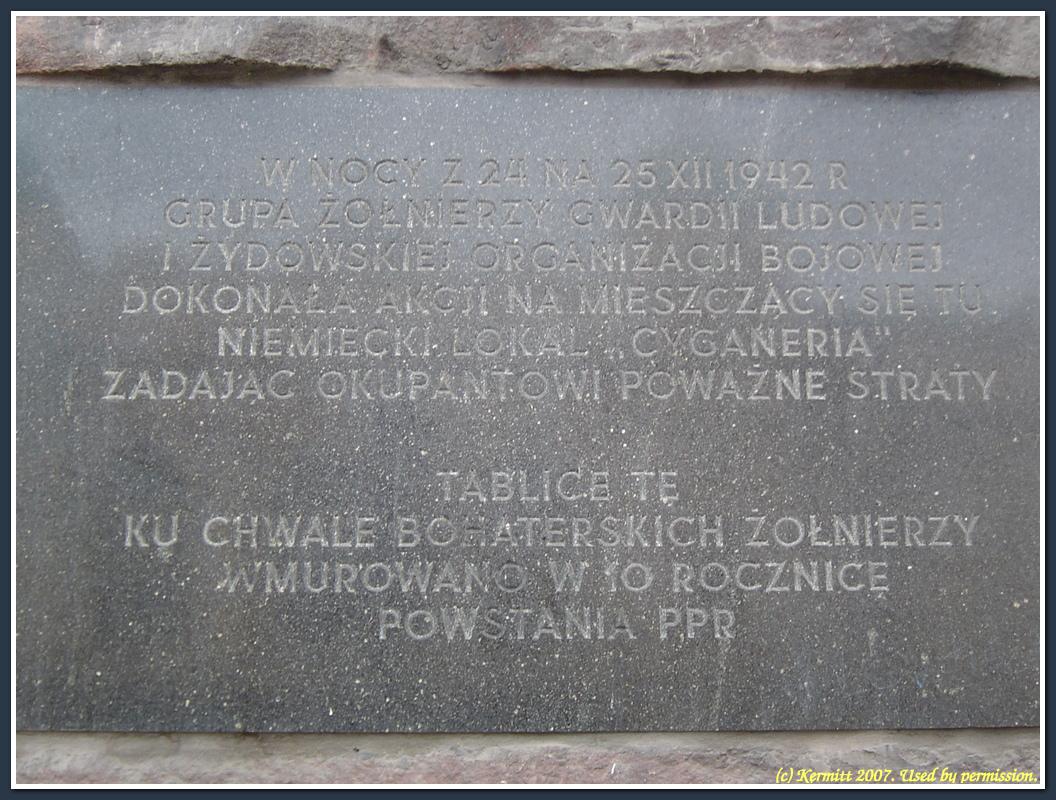 W NOCY Z 24 NA 25 XII 1942 R
GRUPA ŻOŁNIERZY GWARDII LUDOWEJ
I ŻYDOWSKIEJ ORGANIZACJI BOJOWEJ
DOKONAŁA AKCJI NA MIESZCZĄCY SIĘ TU
NIEMIECKI LOKAL „CYGANERIA"
ZADAJĄC OKUPANTOWI POWAŻNE STRATY
TABLICĘ TĘ
KU CHWALE BOHATERSKICH ŻOŁNIERZY
WMUROWANO W 10 ROCZNICĘ
POWSTANIA PPR
(c) Kermitt 2007. Used by permission.